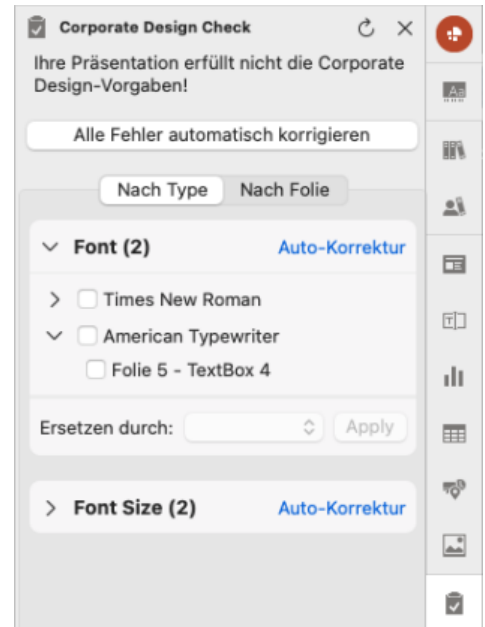 Corporate Design Check
Ihre Präsentation erfüllt nicht die Corporate
Design-Vorgaben!
Alle Fehler automatisch korrigieren
Nach Type Nach Folie
Font (2) Auto-Korrektur
Times New Roman
American Typewriter
Folie 5 - TextBox 4
Ersetzen durch: Apply
Font Size (2) Auto-Korrektur
Aa
T